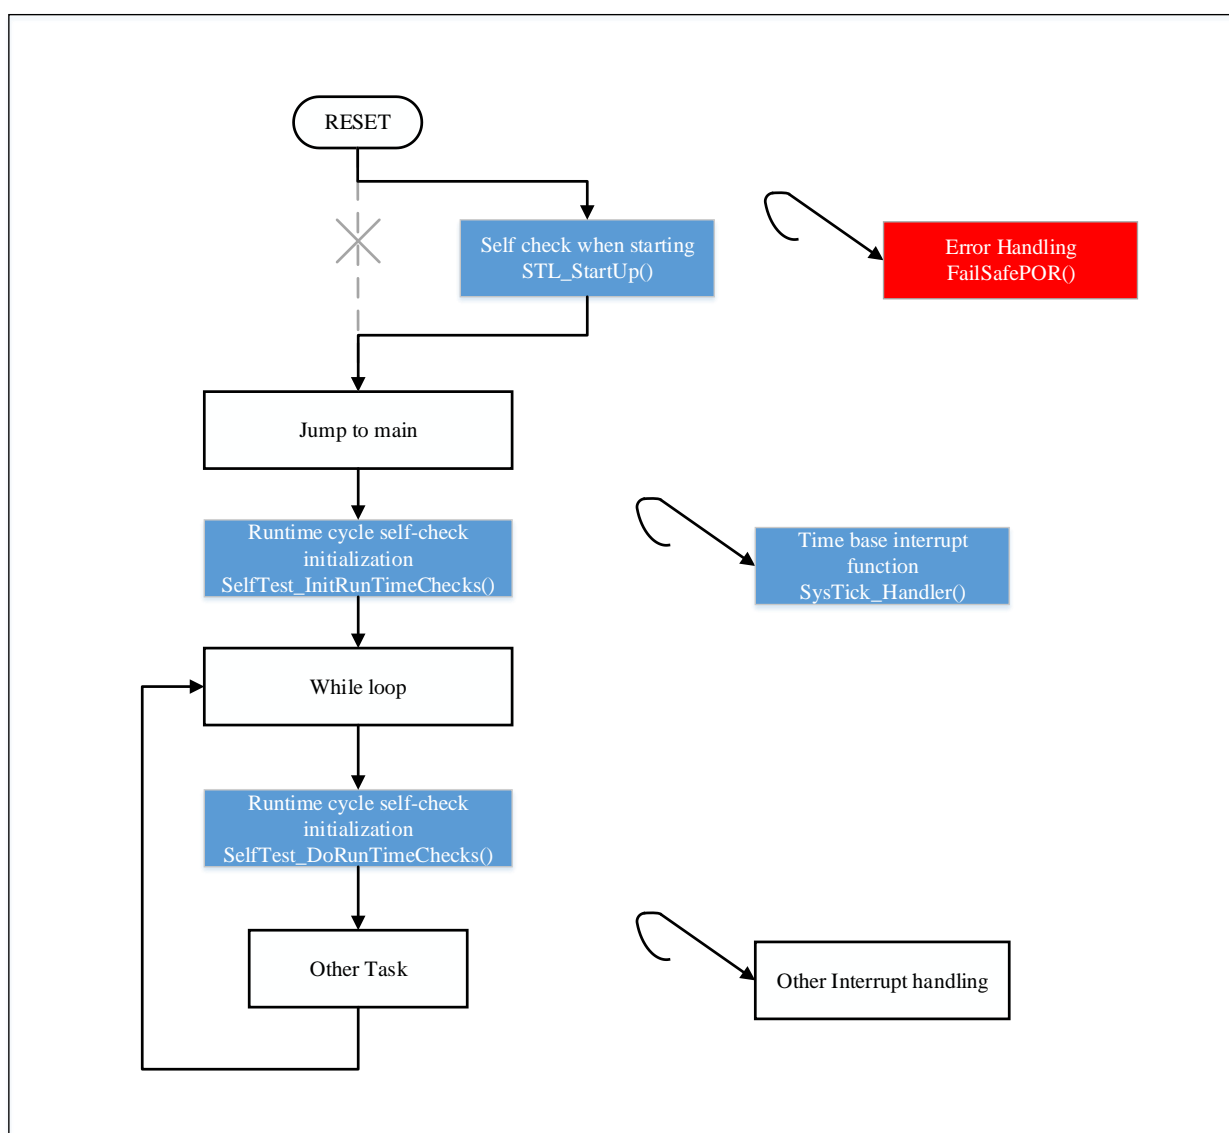 RESET
Self check when starting
STL_StartUp()
Error Handling
FailSafePOR()
Jump to main
Runtime cycle self-check
initialization
SelfTest_InitRunTimeChecks()
Time base interrupt
function
SysTick_Handler()
While loop
Runtime cycle self-check
initialization
SelfTest_DoRunTimeChecks()
Other Task
Other Interrupt handling